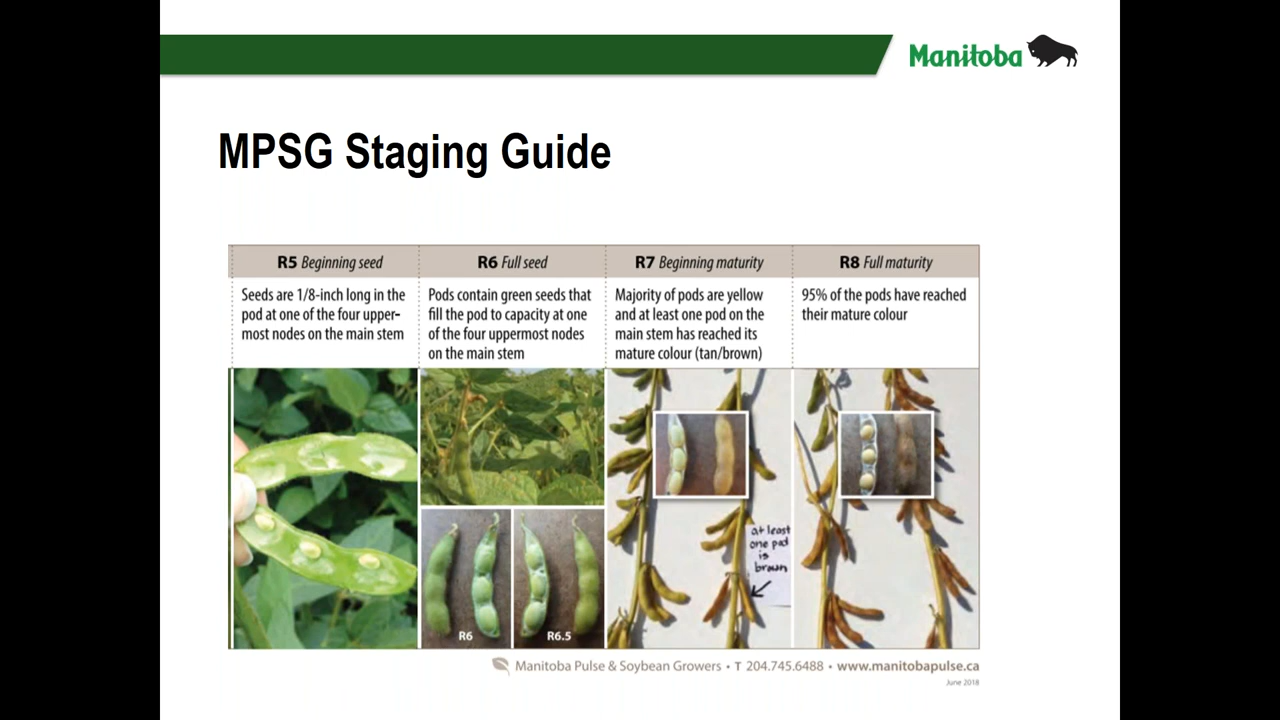 Manitoba
MPSG Staging Guide
R5 Beginning seed
Seeds are 1/8-inch long in the
pod at one of the four upper-
most nodes on the main stem
R6 Full seed
Pods contain green seeds that
fill the pod to capacity at one
of the four uppermost nodes
on the main stem
R7 Beginning maturity
Majority of pods are yellow
and at least one pod on the
main stem has reached its
mature colour (tan/brown)
R8 Full maturity
95% of the pods have reached
their mature colour
R6
R6.5
at least
one pod
is
brown
Manitoba Pulse & Soybean Growers • T 204.745.6488 • www.manitobapulse.ca
June 2018